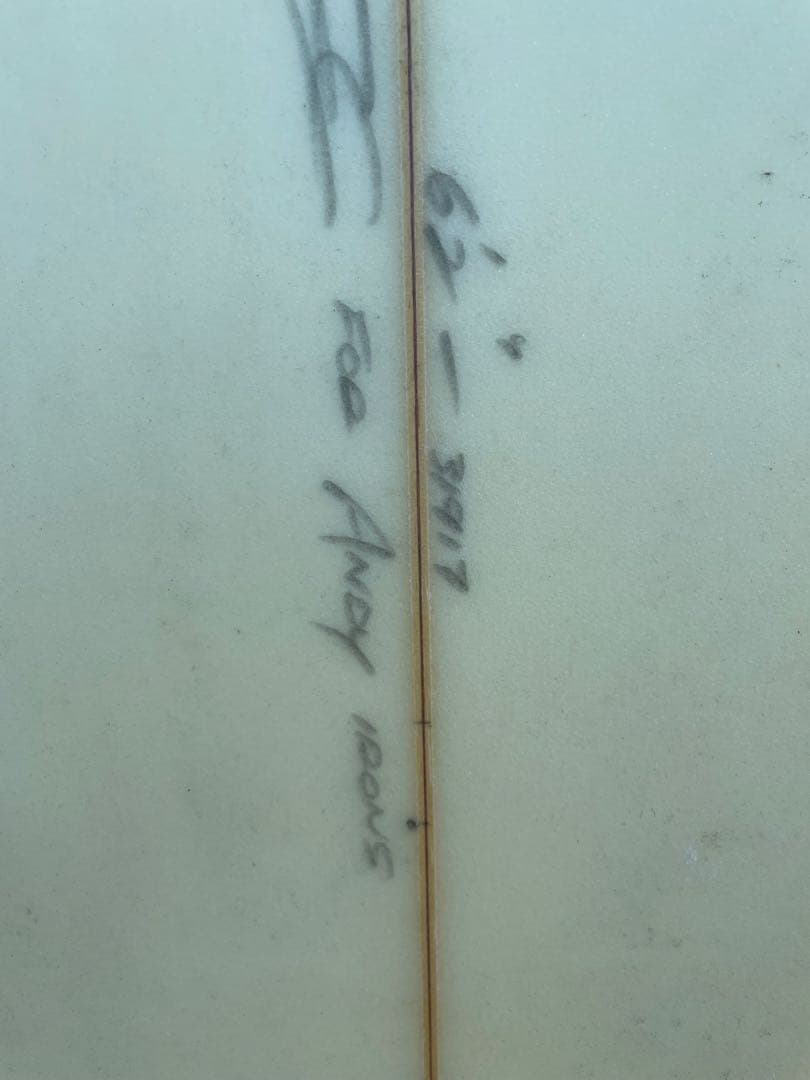 6'2" - 31917
FOR ANDY IRONS